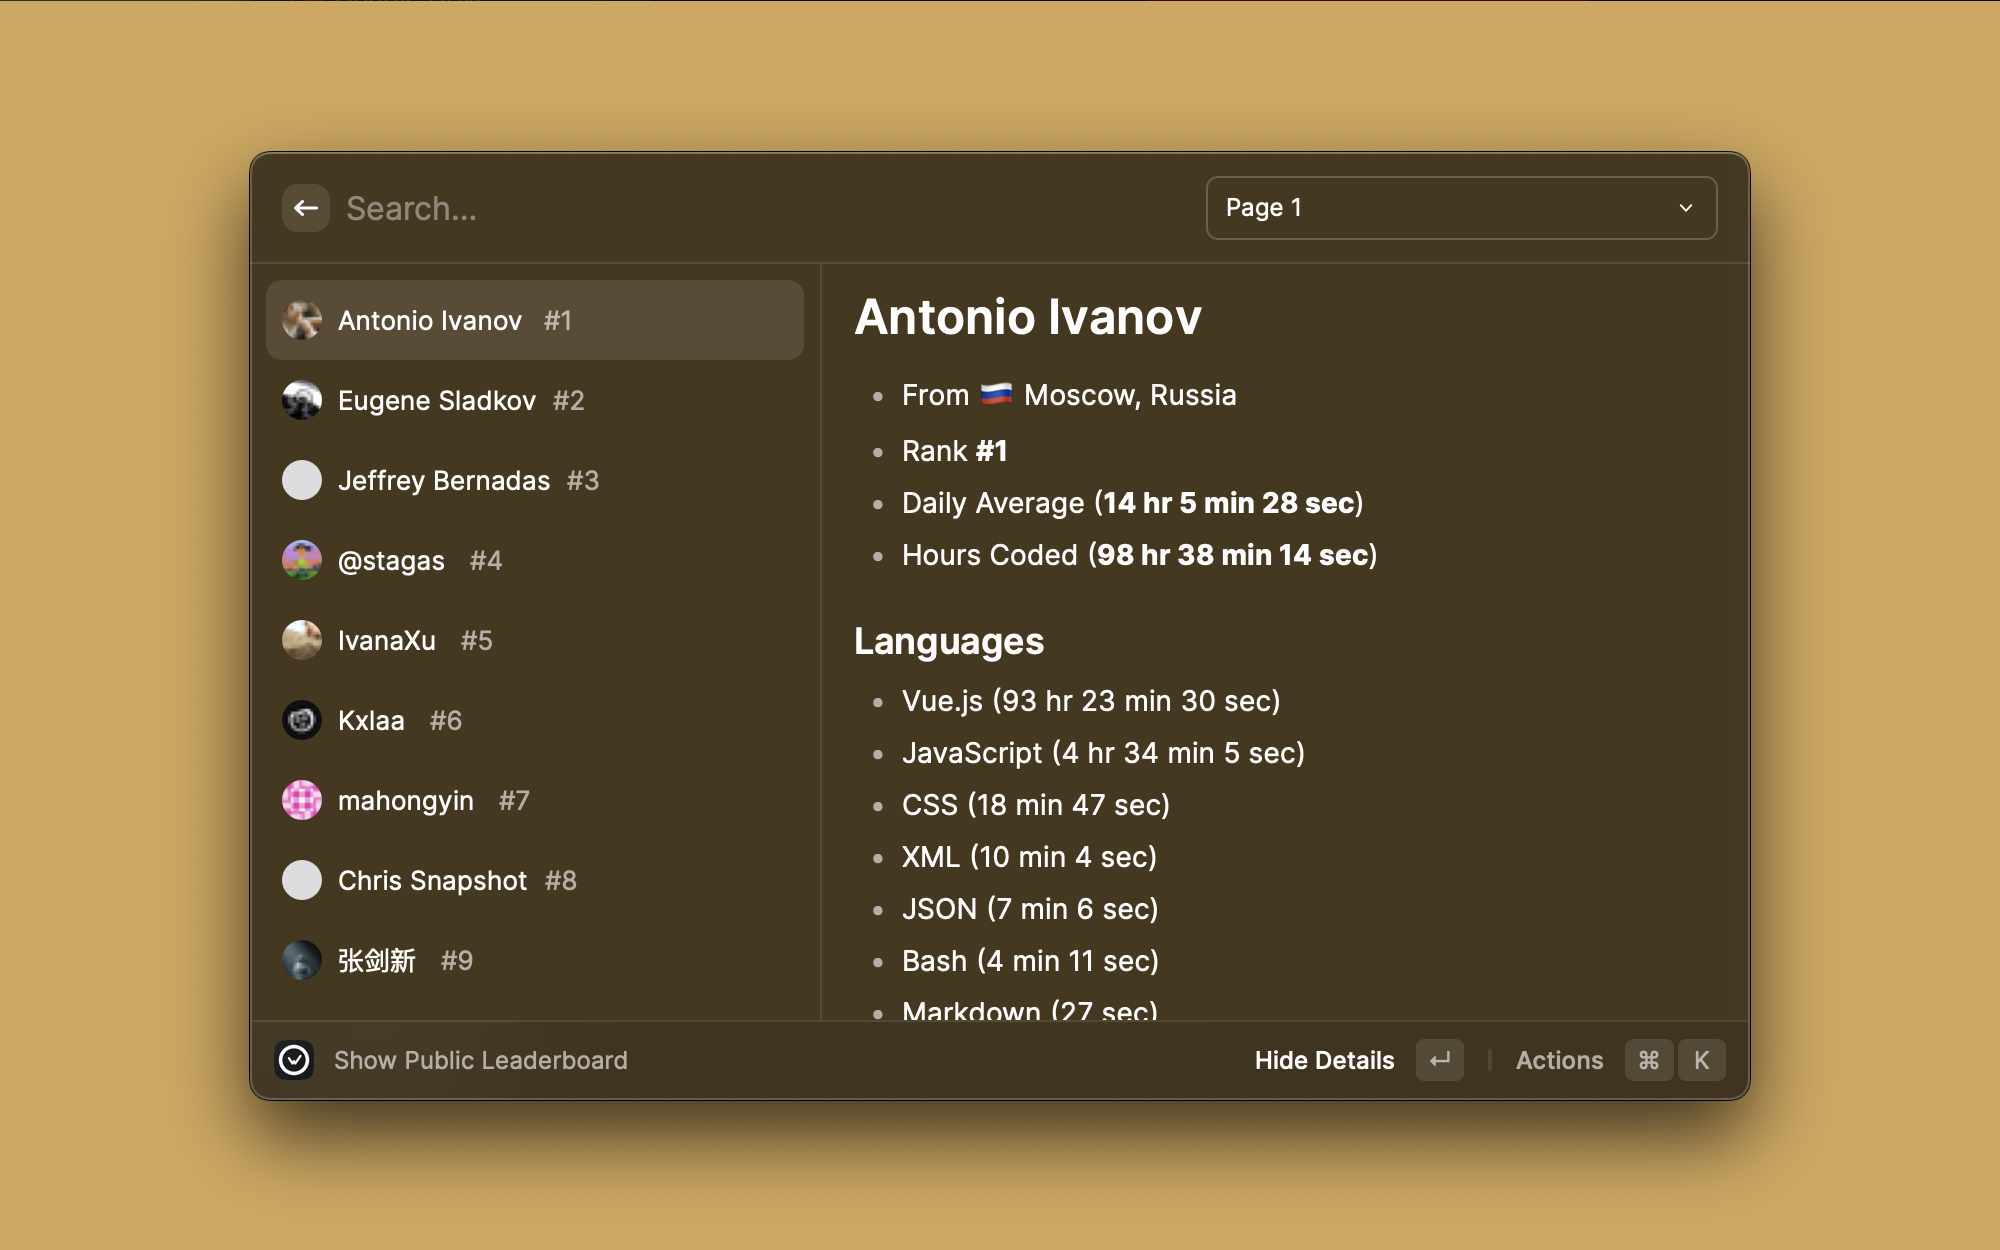 Search...
Page 1
Antonio Ivanov #1
Eugene Sladkov #2
Jeffrey Bernadas #3
@stagas #4
IvanaXu #5
Kxlaa #6
mahongyin #7
Chris Snapshot #8
张剑新 #9
Antonio Ivanov
From 🇷🇺 Moscow, Russia
Rank #1
Daily Average (14 hr 5 min 28 sec)
Hours Coded (98 hr 38 min 14 sec)
Languages
Vue.js (93 hr 23 min 30 sec)
JavaScript (4 hr 34 min 5 sec)
CSS (18 min 47 sec)
XML (10 min 4 sec)
JSON (7 min 6 sec)
Bash (4 min 11 sec)
Markdown (27 sec)
Show Public Leaderboard
Hide Details ↵ | Actions ⌘ K